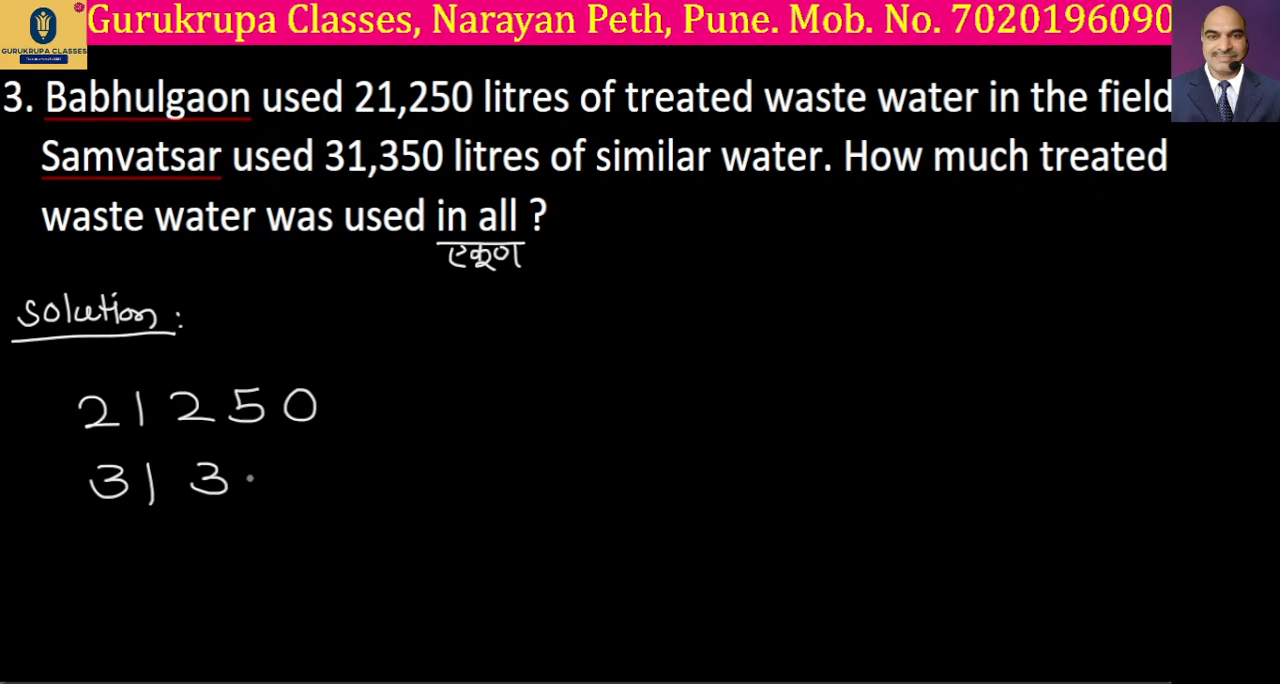 Gurukrupa Classes, Narayan Peth, Pune. Mob. No. 7020196090
GURUKRUPA CLASSES
3. Babhulgaon used 21,250 litres of treated waste water in the field
Samvatsar used 31,350 litres of similar water. How much treated
waste water was used in all ?
एकूण
Solution :
21250
313